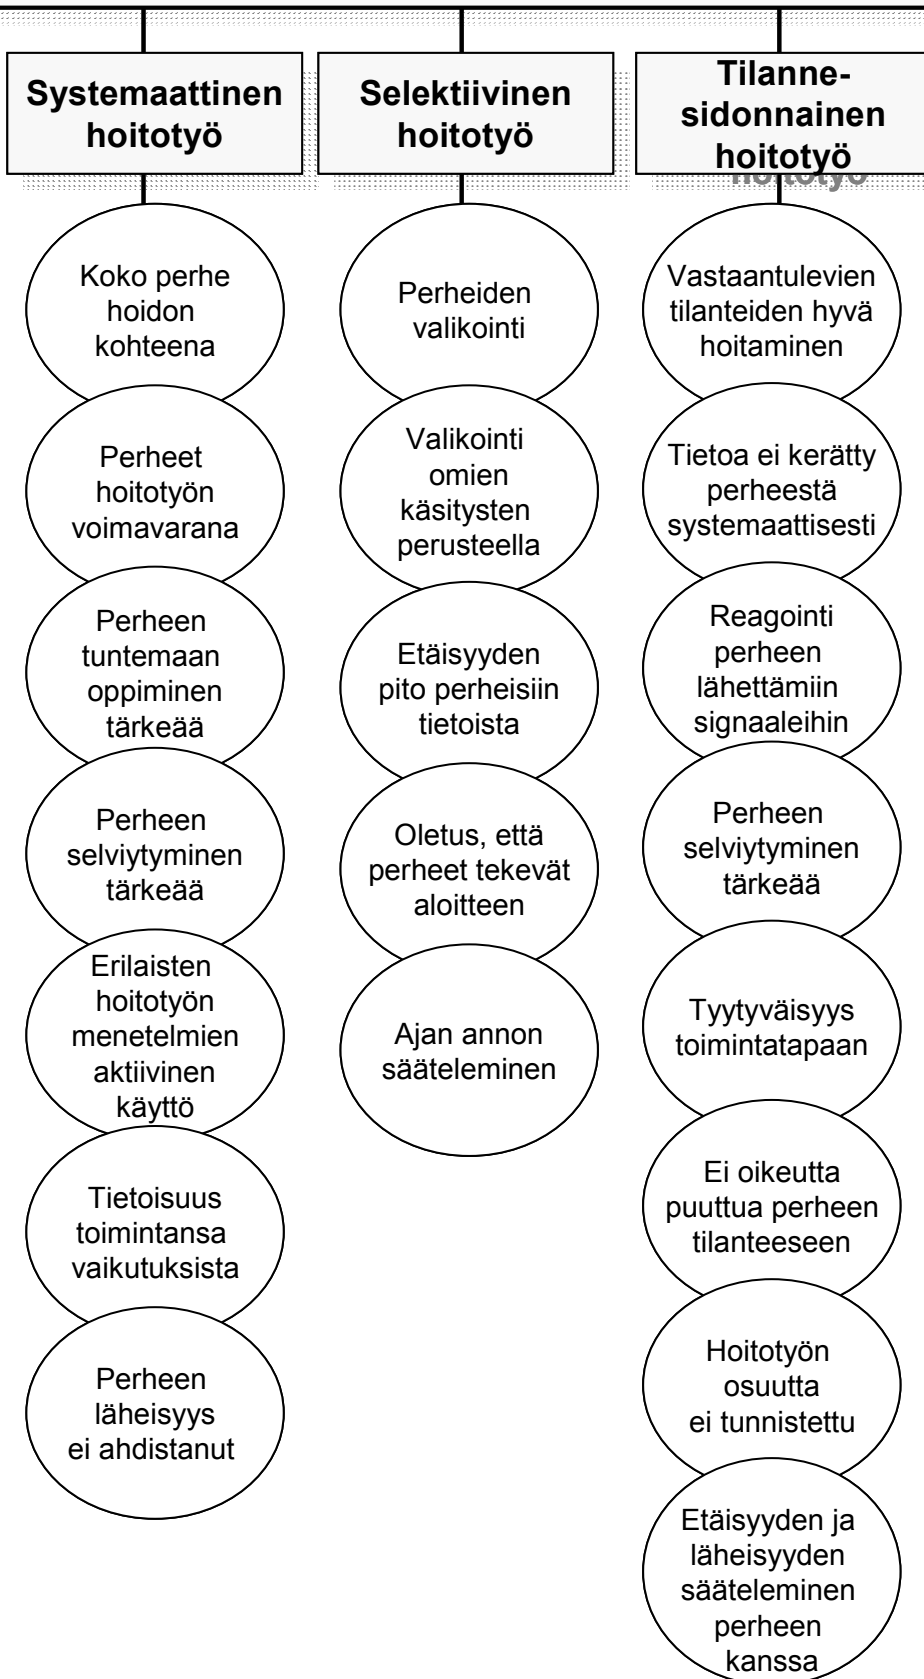 Systemaattinen
hoitotyö
Koko perhe
hoidon
kohteena
Perheet
hoitotyön
voimavarana
Perheen
tuntemaan
oppiminen
tärkeää
Perheen
selviytyminen
tärkeää
Erilaisten
hoitotyön
menetelmien
aktiivinen
käyttö
Tietoisuus
toimintansa
vaikutuksista
Perheen
läheisyys
ei ahdistanut
Selektiivinen
hoitotyö
Perheiden
valikointi
Valikointi
omien
käsitysten
perusteella
Etäisyyden
pito perheisiin
tietoista
Oletus, että
perheet tekevät
aloitteen
Ajan annon
sääteleminen
Tilanne-
sidonnainen
hoitotyö
Vastaantulevien
tilanteiden hyvä
hoitaminen
Tietoa ei kerätty
perheestä
systemaattisesti
Reagointi
perheen
lähettämiin
signaaleihin
Perheen
selviytyminen
tärkeää
Tyytyväisyys
toimintatapaan
Ei oikeutta
puuttua perheen
tilanteeseen
Hoitotyön
osuutta
ei tunnistettu
Etäisyyden ja
läheisyyden
sääteleminen
perheen
kanssa